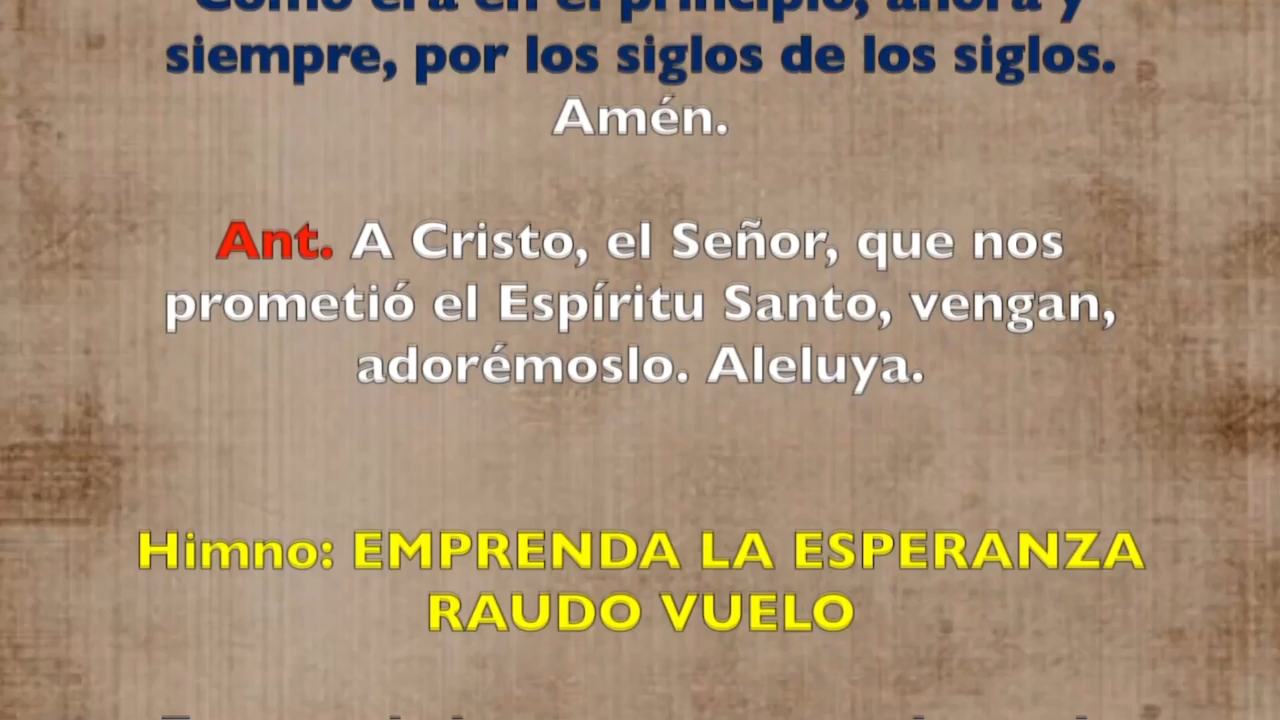 Como era en el principio, ahora y
siempre, por los siglos de los siglos.
Amén.
Ant. A Cristo, el Señor, que nos
prometió el Espíritu Santo, vengan,
adorémoslo. Aleluya.
Himno: EMPRENDA LA ESPERANZA
RAUDO VUELO